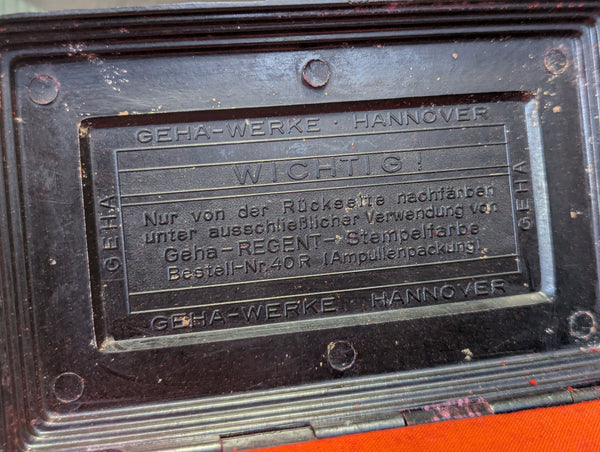 GEHA-WERKE · HANNOVER
WICHTIG!
Nur von der Rückseite nachfärben
unter ausschließlicher Verwendung von
Geha-REGENT-Stempelfarbe
Bestell-Nr. 40 R (Ampullenpackung)
GEHA-WERKE · HANNOVER
GEHA
GEHA